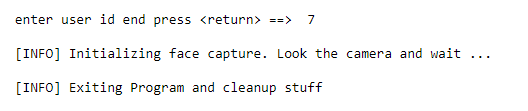 enter user id end press <return> ==>  7
[INFO] Initializing face capture. Look the camera and wait ...
[INFO] Exiting Program and cleanup stuff